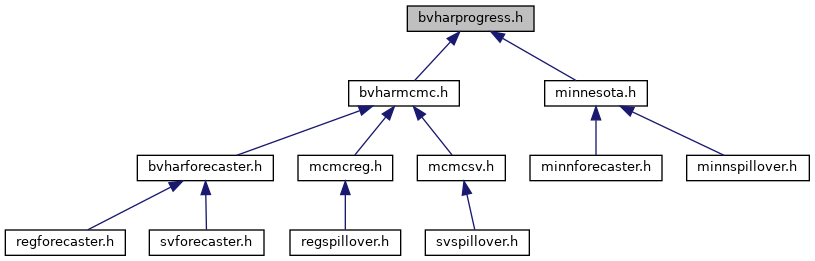 bvharprogress.h
bvharmcmc.h
minnesota.h
bvharforecaster.h
mcmcreg.h
mcmcsv.h
minnforecaster.h
minnspillover.h
regforecaster.h
svforecaster.h
regspillover.h
svspillover.h